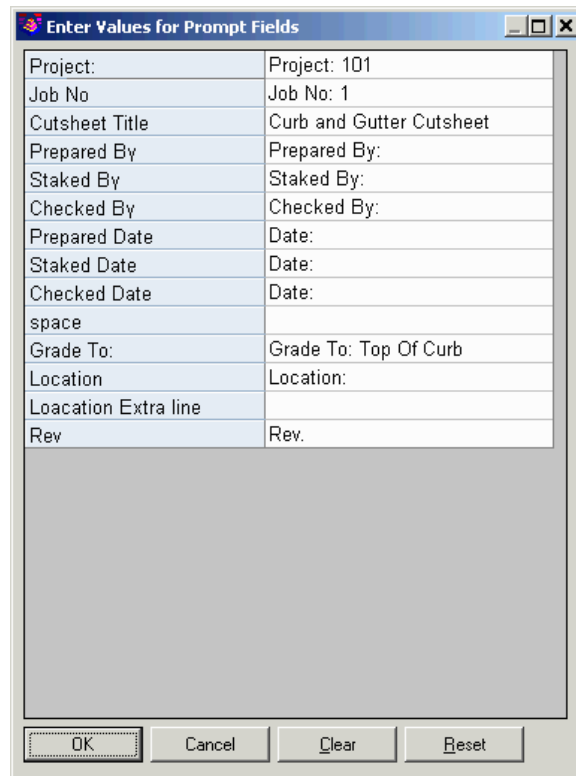 Enter Values for Prompt Fields
Project: Project: 101
Job No Job No: 1
Cutsheet Title Curb and Gutter Cutsheet
Prepared By Prepared By:
Staked By Staked By:
Checked By Checked By:
Prepared Date Date:
Staked Date Date:
Checked Date Date:
space
Grade To: Grade To: Top Of Curb
Location Location:
Loacation Extra line
Rev Rev.
OK Cancel Clear Reset